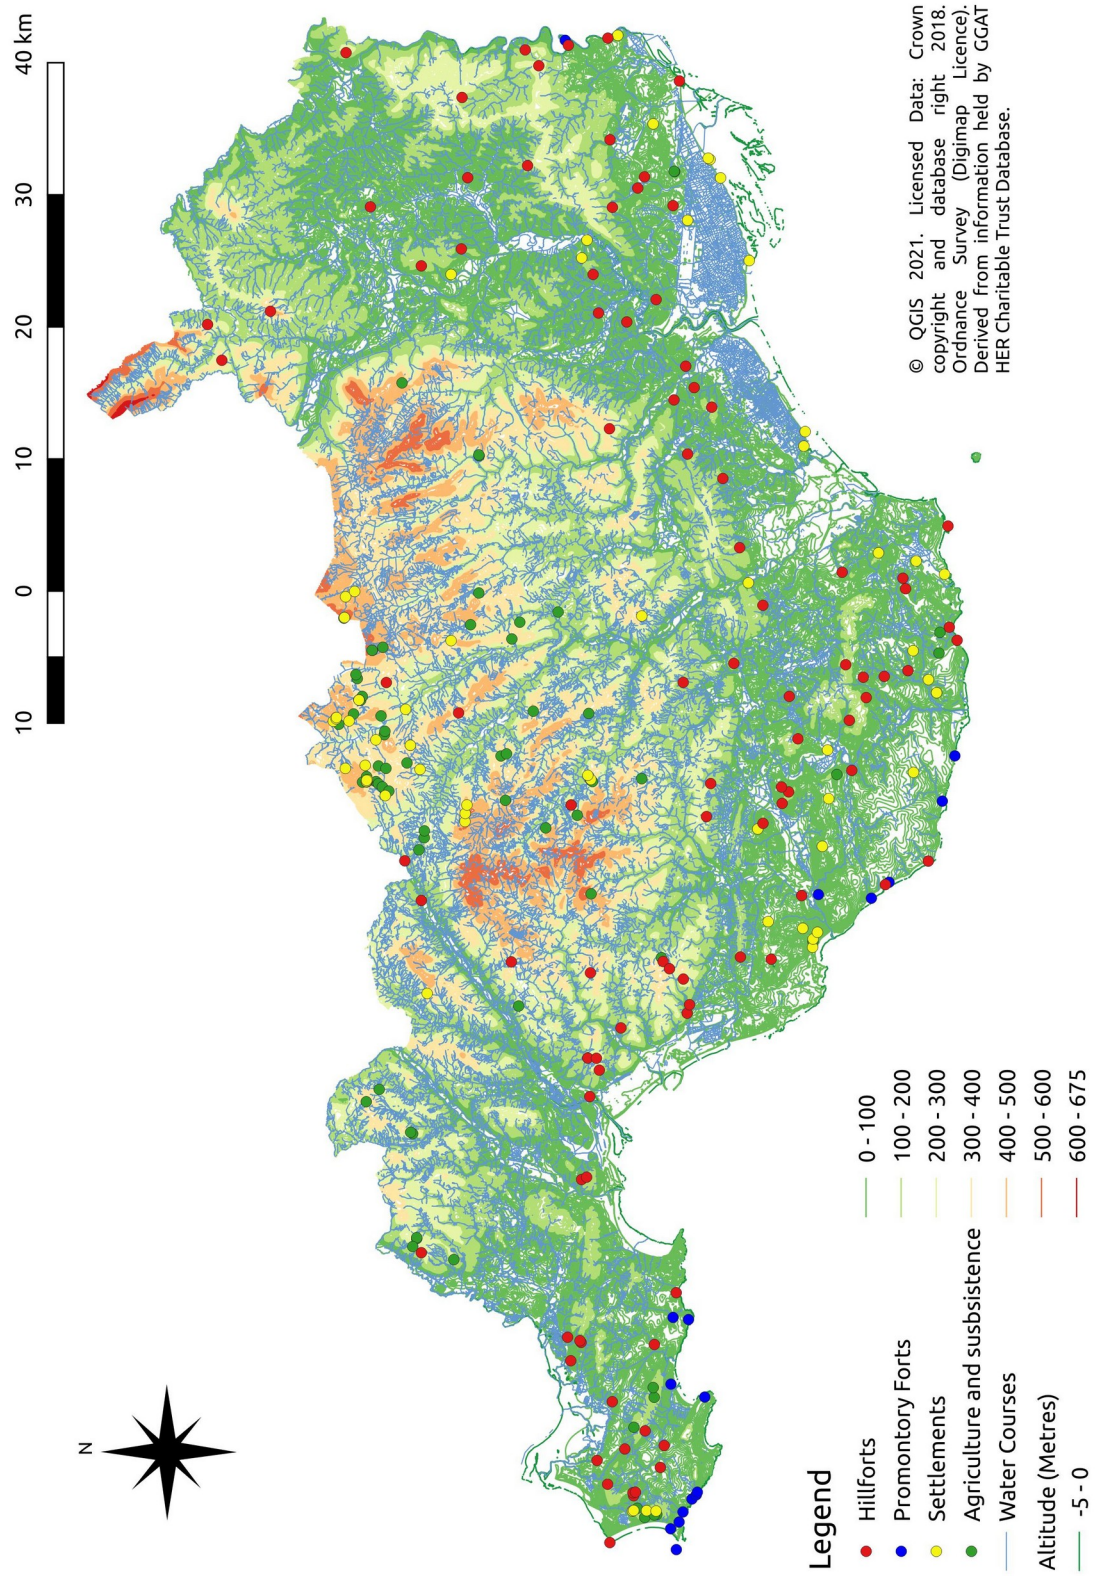 N
10
0
10
20
30
40 km
Legend
Hillforts
Promontory Forts
Settlements
Agriculture and susbsistence
Water Courses
Altitude (Metres)
-5 - 0
0 - 100
100 - 200
200 - 300
300 - 400
400 - 500
500 - 600
600 - 675
© QGIS 2021. Licensed Data: Crown
copyright and database right 2018.
Ordnance Survey (Digimap Licence).
Derived from information held by GGAT
HER Charitable Trust Database.